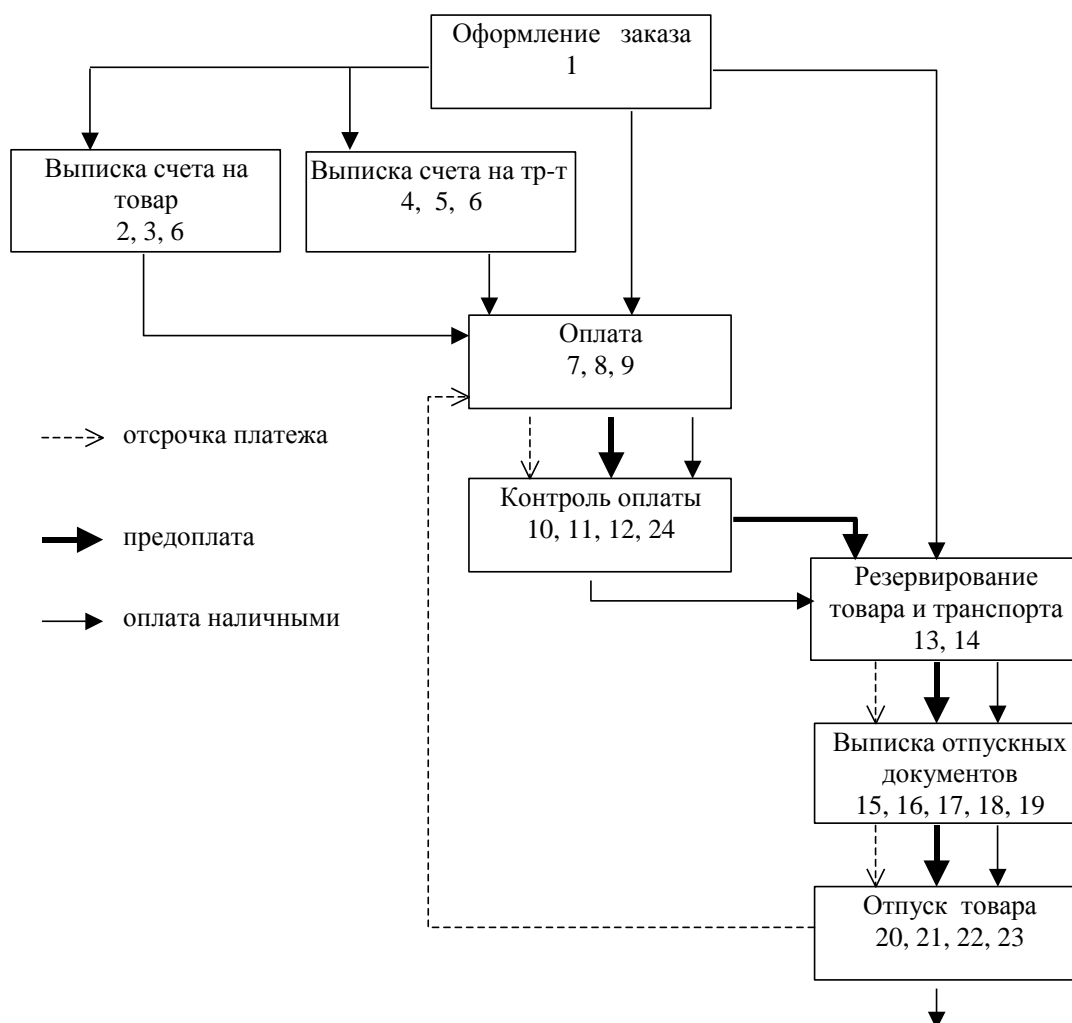 Оформление заказа
1
Выписка счета на
товар
2, 3, 6
Выписка счета на тр-т
4, 5, 6
Оплата
7, 8, 9
отсрочка платежа
Контроль оплаты
10, 11, 12, 24
предоплата
Резервирование
товара и транспорта
13, 14
оплата наличными
Выписка отпускных
документов
15, 16, 17, 18, 19
Отпуск товара
20, 21, 22, 23